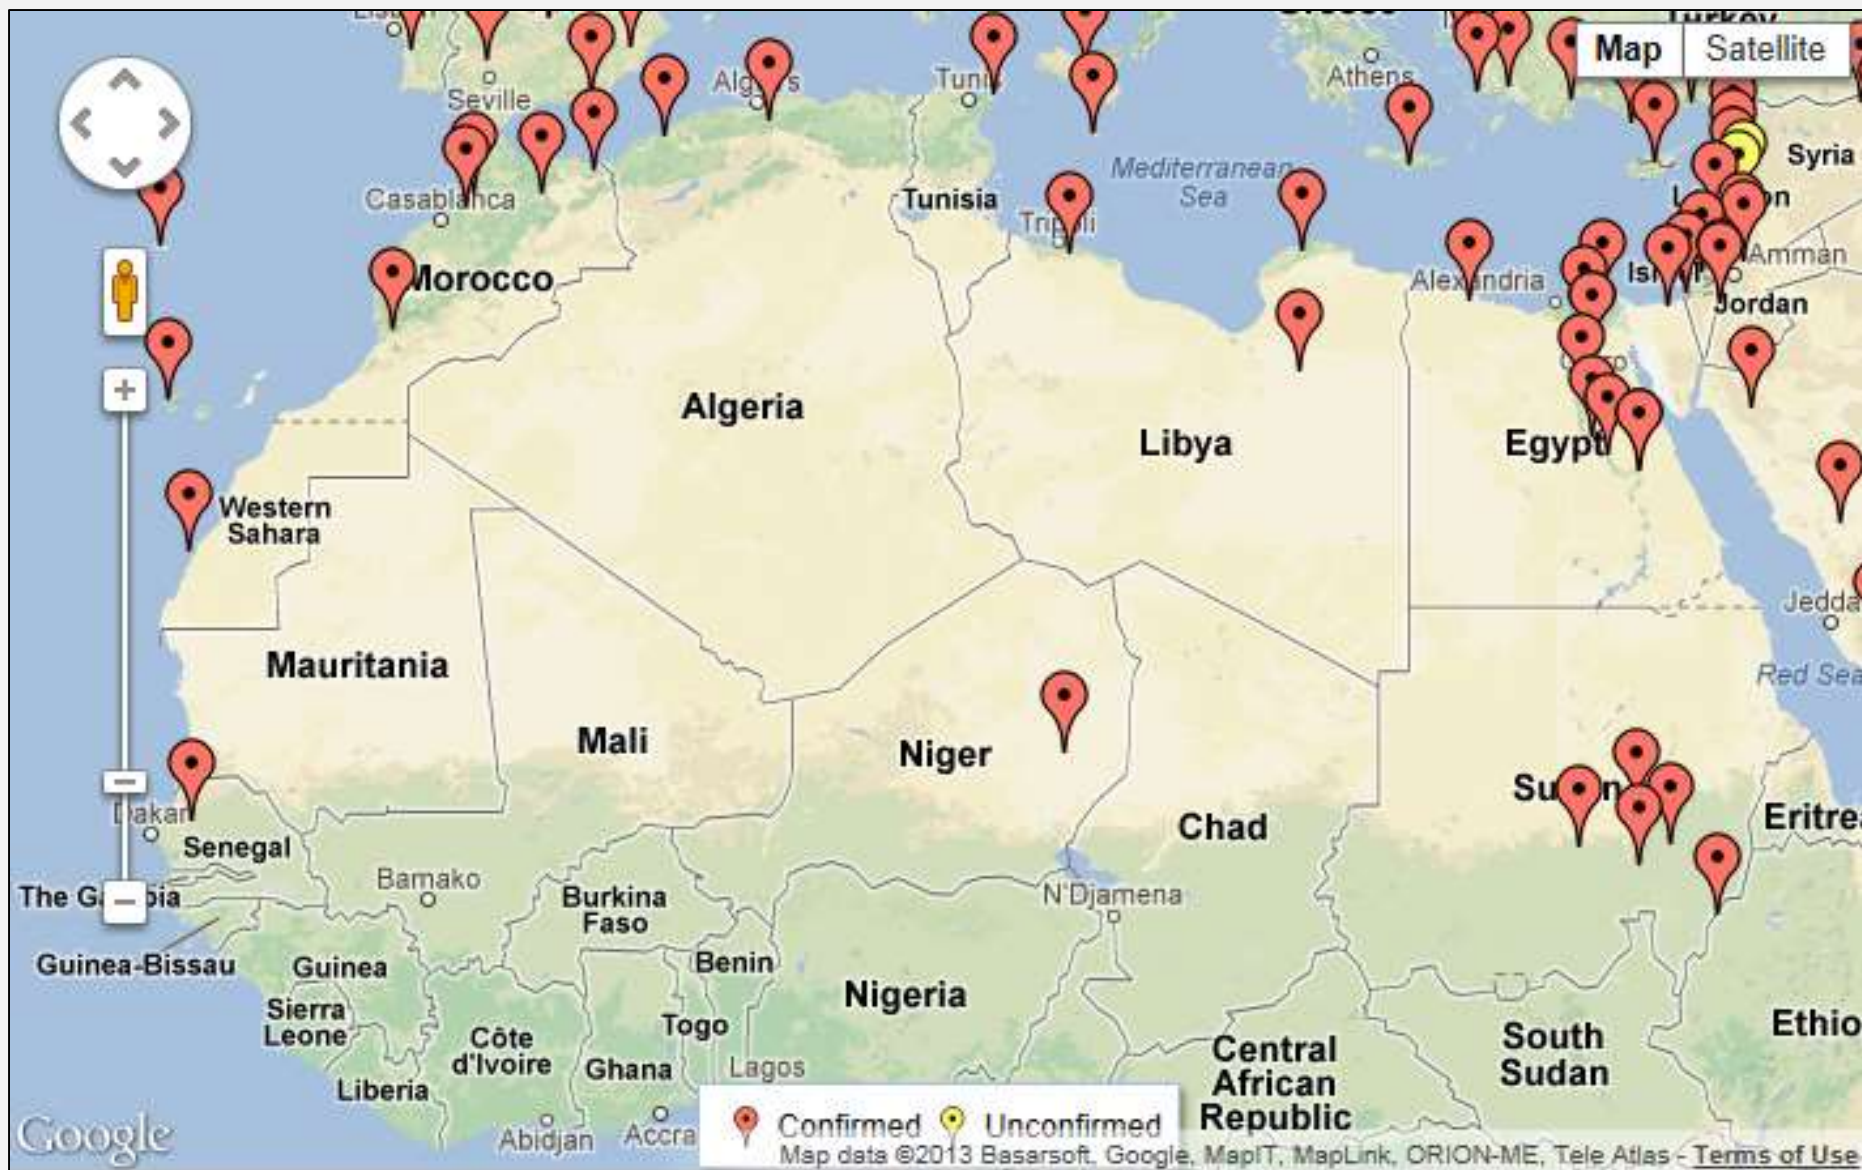 Turkey
Map
Satellite
Seville
Athens
Syria
Mediterranean
Sea
Casablanca
Tunisia
Amman
Morocco
Alexandria
Jordan
Algeria
Libya
Egypt
Western
Sahara
Jedda
Mauritania
Red Sea
Mali
Niger
Chad
Eritrea
Dakar
Senegal
Bamako
Burkina
Faso
N'Djamena
Guinea-Bissau
Guinea
Benin
Nigeria
Sierra
Leone
Togo
Côte
d'Ivoire
Ghana
Lagos
Liberia
South
Sudan
Ethio
Central
African
Republic
Google
Abidjan
Accra
Confirmed
Unconfirmed
Map data ©2013 Basarsoft, Google, MapIT, MapLink, ORION-ME, Tele Atlas - Terms of Use